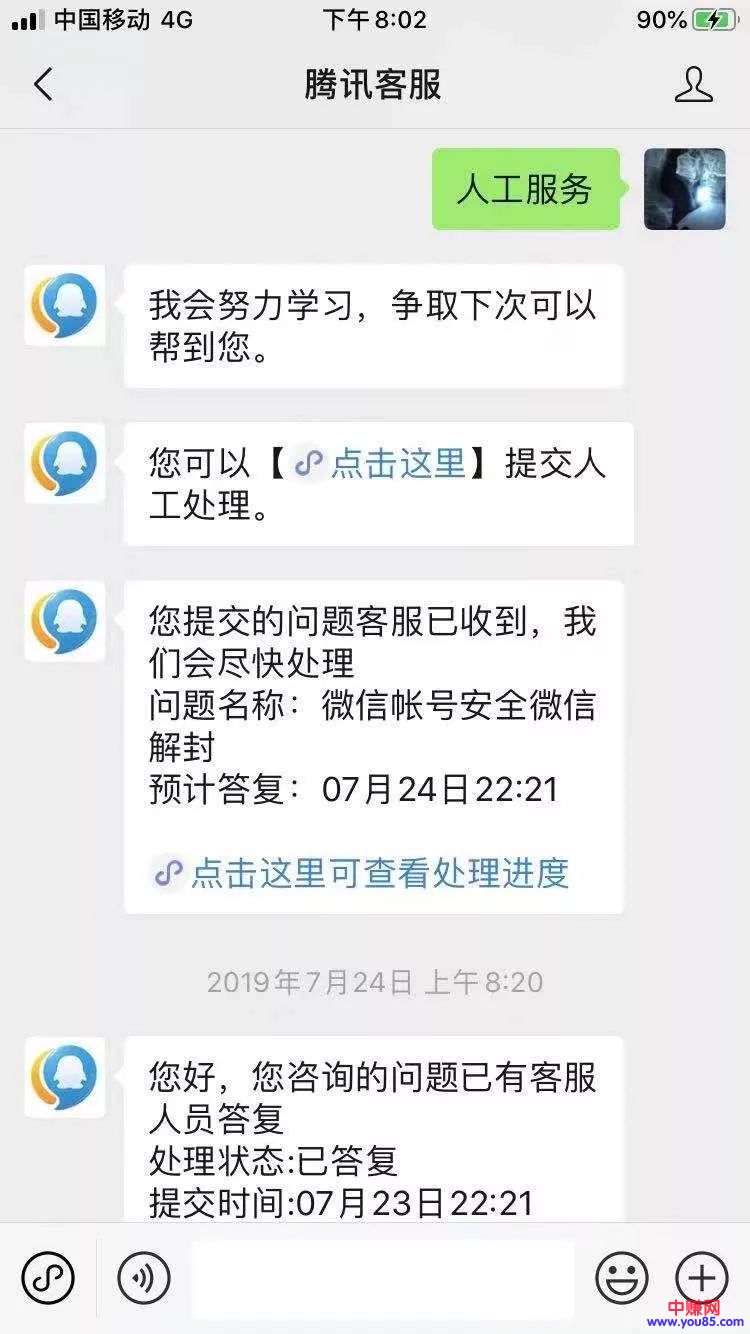 中国移动 4G 下午8:02 90%
腾讯客服
人工服务
我会努力学习，争取下次可以
帮到您。
您可以【点击这里】提交人
工处理。
您提交的问题客服已收到，我
们会尽快处理
问题名称：微信帐号安全微信
解封
预计答复：07月24日22:21
点击这里可查看处理进度
2019年7月24日 上午8:20
您好，您咨询的问题已有客服
人员答复
处理状态:已答复
提交时间:07月23日22:21
中赚网
www.you85.com